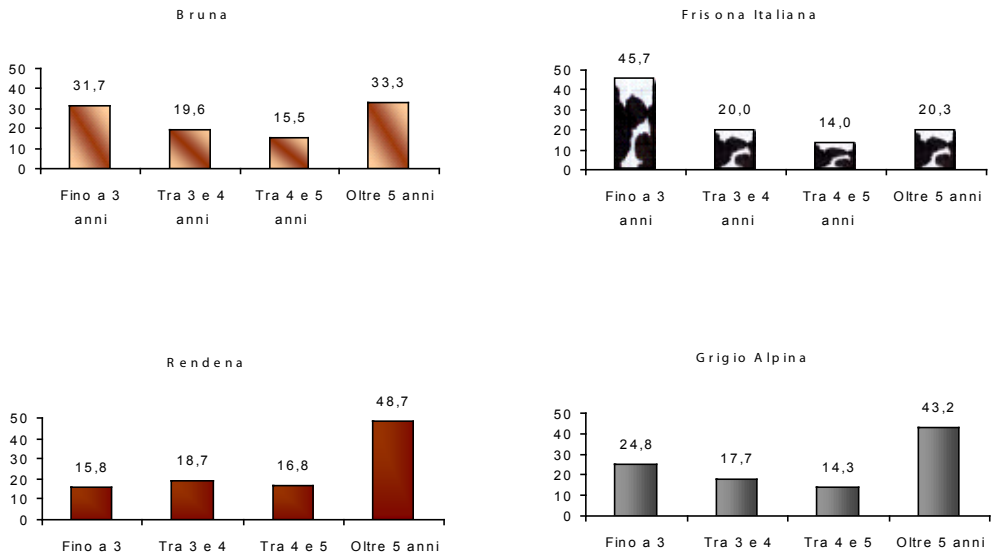 Bruna
50
40
30
20
10
0
31,7
19,6
15,5
33,3
Fino a 3
anni
Tra 3 e 4
anni
Tra 4 e 5
anni
Oltre 5 anni
Frisona Italiana
50
40
30
20
10
0
45,7
20,0
14,0
20,3
Fino a 3
anni
Tra 3 e 4
anni
Tra 4 e 5
anni
Oltre 5 anni
Rendena
50
40
30
20
10
0
15,8
18,7
16,8
48,7
Fino a 3
Tra 3 e 4
Tra 4 e 5
Oltre 5 anni
Grigio Alpina
50
40
30
20
10
0
24,8
17,7
14,3
43,2
Fino a 3
Tra 3 e 4
Tra 4 e 5
Oltre 5 anni